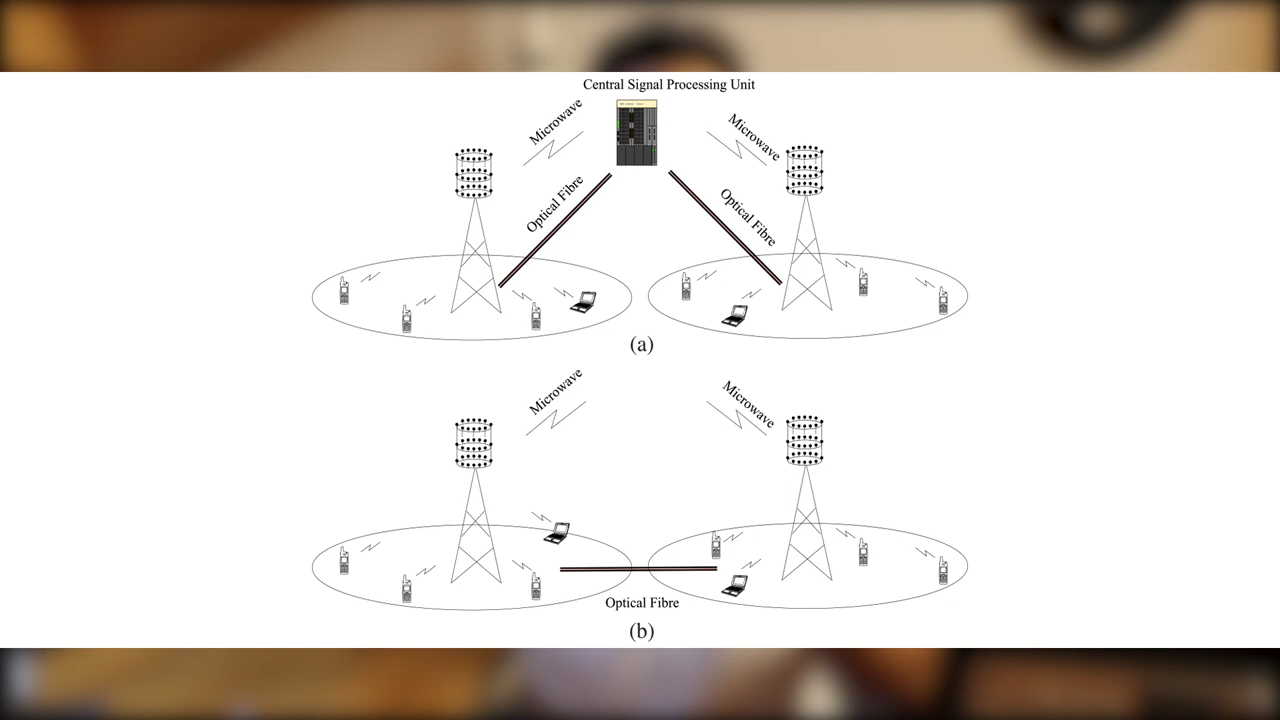 Central Signal Processing Unit
Microwave
Microwave
Optical Fibre
Optical Fibre
(a)
Microwave
Microwave
Optical Fibre
(b)